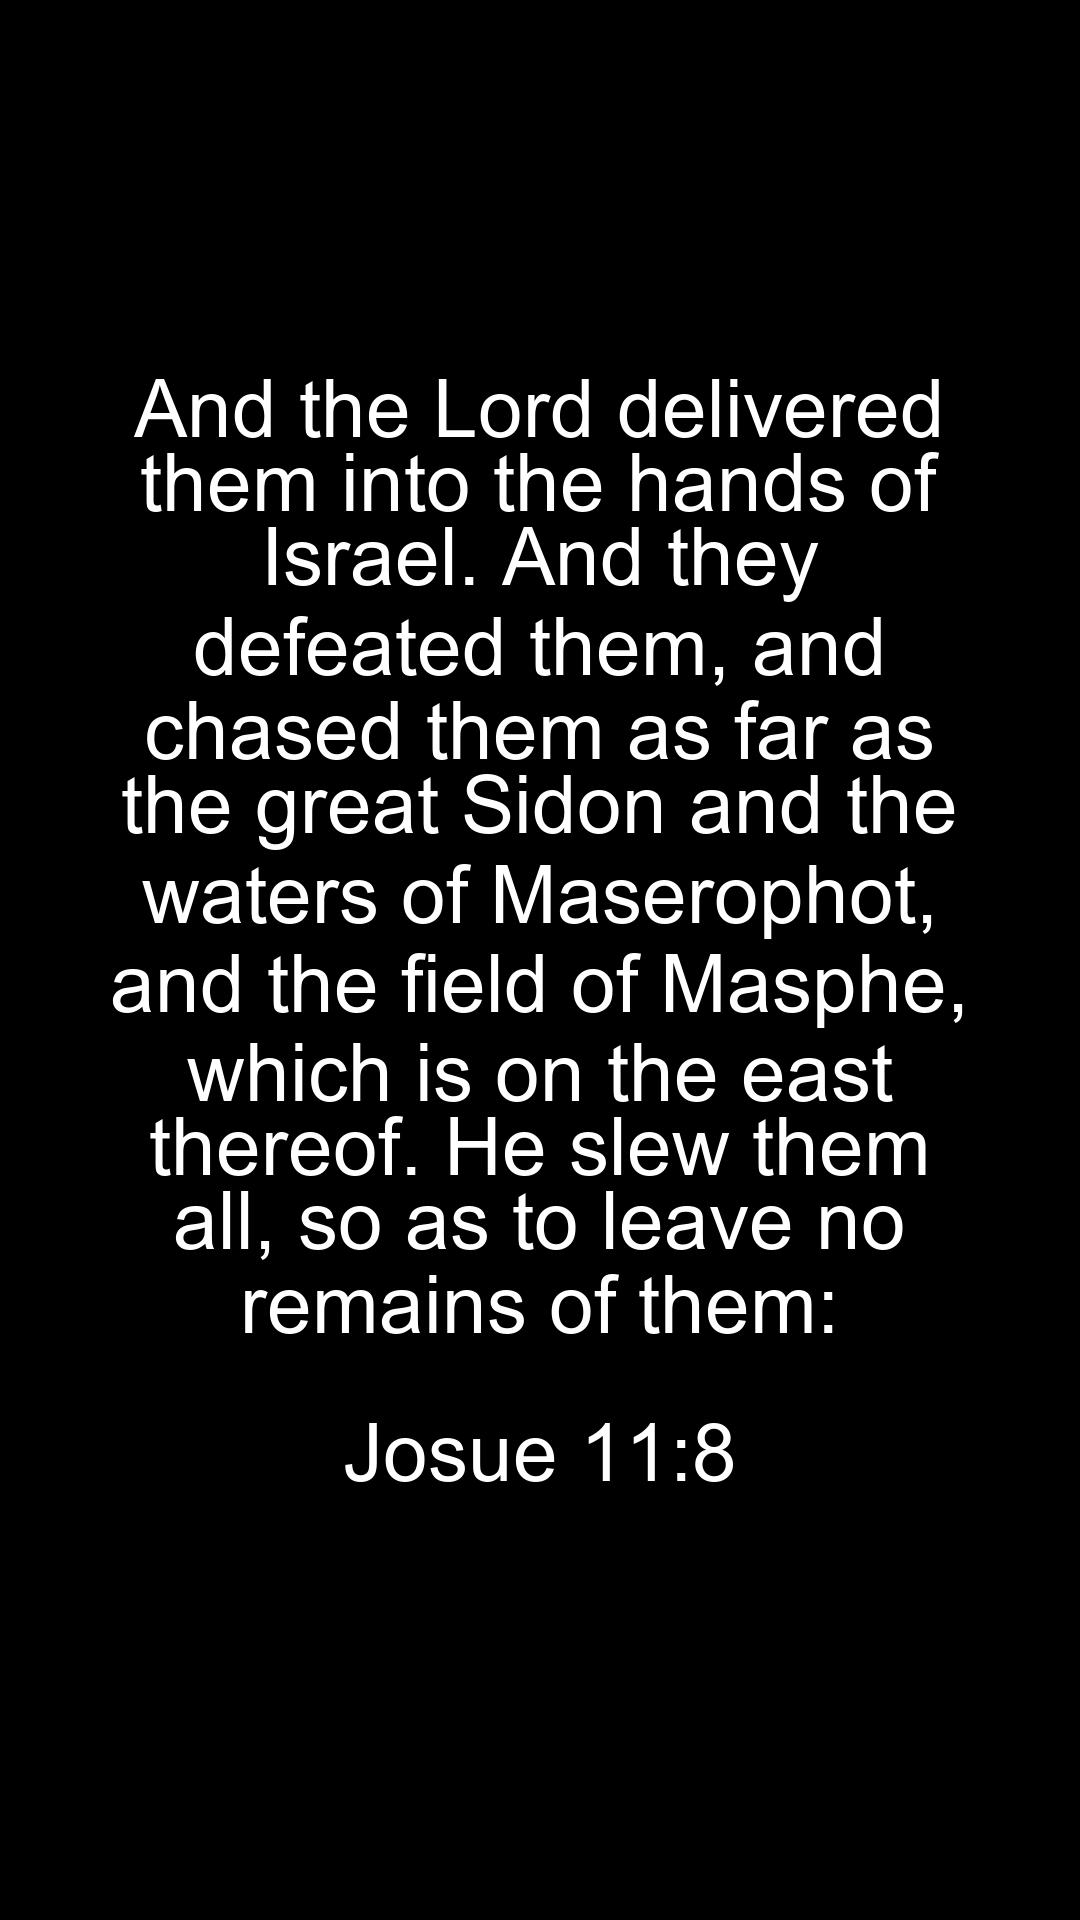 And the Lord delivered
them into the hands of
Israel. And they
defeated them, and
chased them as far as
the great Sidon and the
waters of Maserophot,
and the field of Masphe,
which is on the east
thereof. He slew them
all, so as to leave no
remains of them:
Josue 11:8